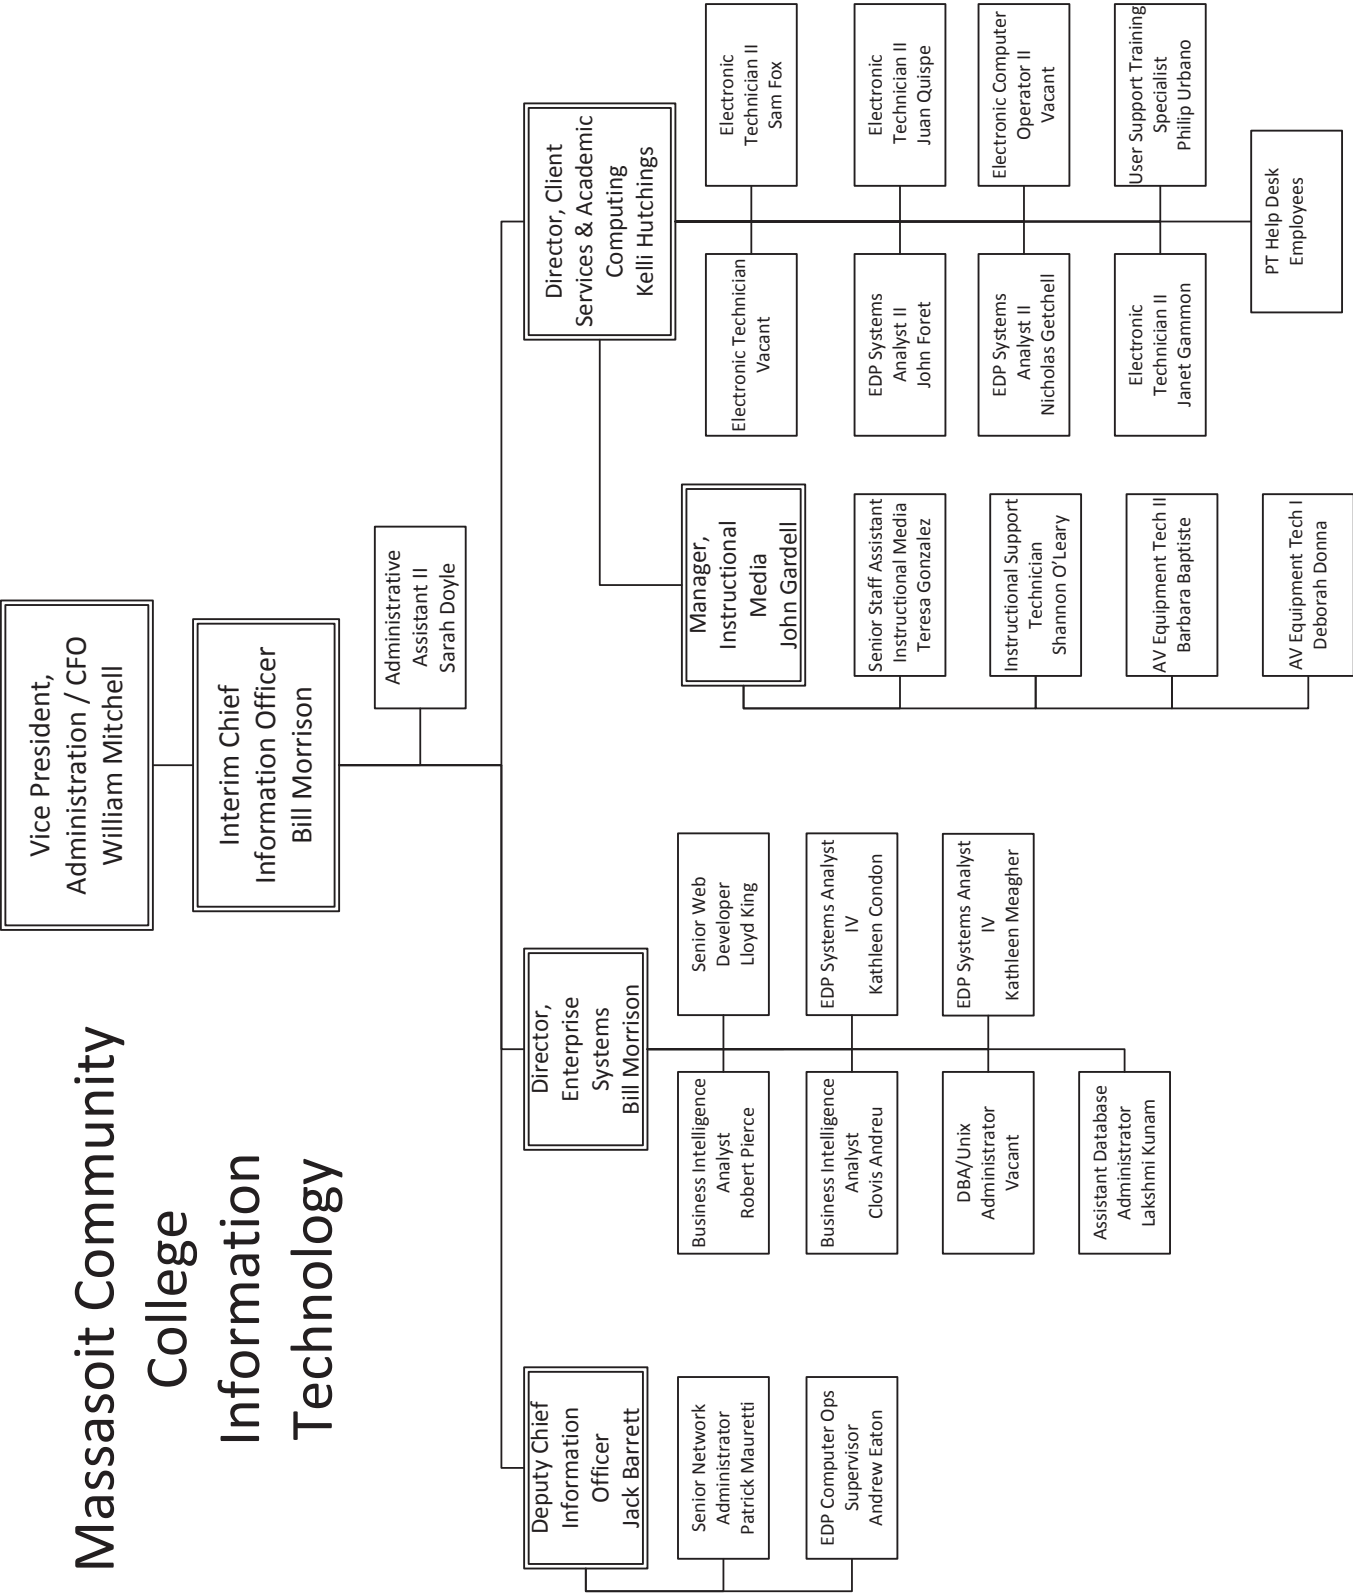 Massasoit Community
College
Information
Technology
Vice President,
Administration / CFO
William Mitchell
Interim Chief
Information Officer
Bill Morrison
Administrative
Assistant II
Sarah Doyle
Deputy Chief
Information
Officer
Jack Barrett
Senior Network
Administrator
Patrick Mauretti
EDP Computer Ops
Supervisor
Andrew Eaton
Director,
Enterprise
Systems
Bill Morrison
Business Intelligence
Analyst
Robert Pierce
Senior Web
Developer
Lloyd King
Business Intelligence
Analyst
Clovis Andreu
EDP Systems Analyst
IV
Kathleen Condon
DBA/Unix
Administrator
Vacant
EDP Systems Analyst
IV
Kathleen Meagher
Assistant Database
Administrator
Lakshmi Kunam
Director, Client
Services & Academic
Computing
Kelli Hutchings
Manager,
Instructional
Media
John Gardell
Senior Staff Assistant
Instructional Media
Teresa Gonzalez
Instructional Support
Technician
Shannon O’Leary
AV Equipment Tech II
Barbara Baptiste
AV Equipment Tech I
Deborah Donna
Electronic Technician
Vacant
Electronic
Technician II
Sam Fox
EDP Systems
Analyst II
John Foret
Electronic
Technician II
Juan Quispe
EDP Systems
Analyst II
Nicholas Getchell
Electronic Computer
Operator II
Vacant
Electronic
Technician II
Janet Gammon
User Support Training
Specialist
Philip Urbano
PT Help Desk
Employees